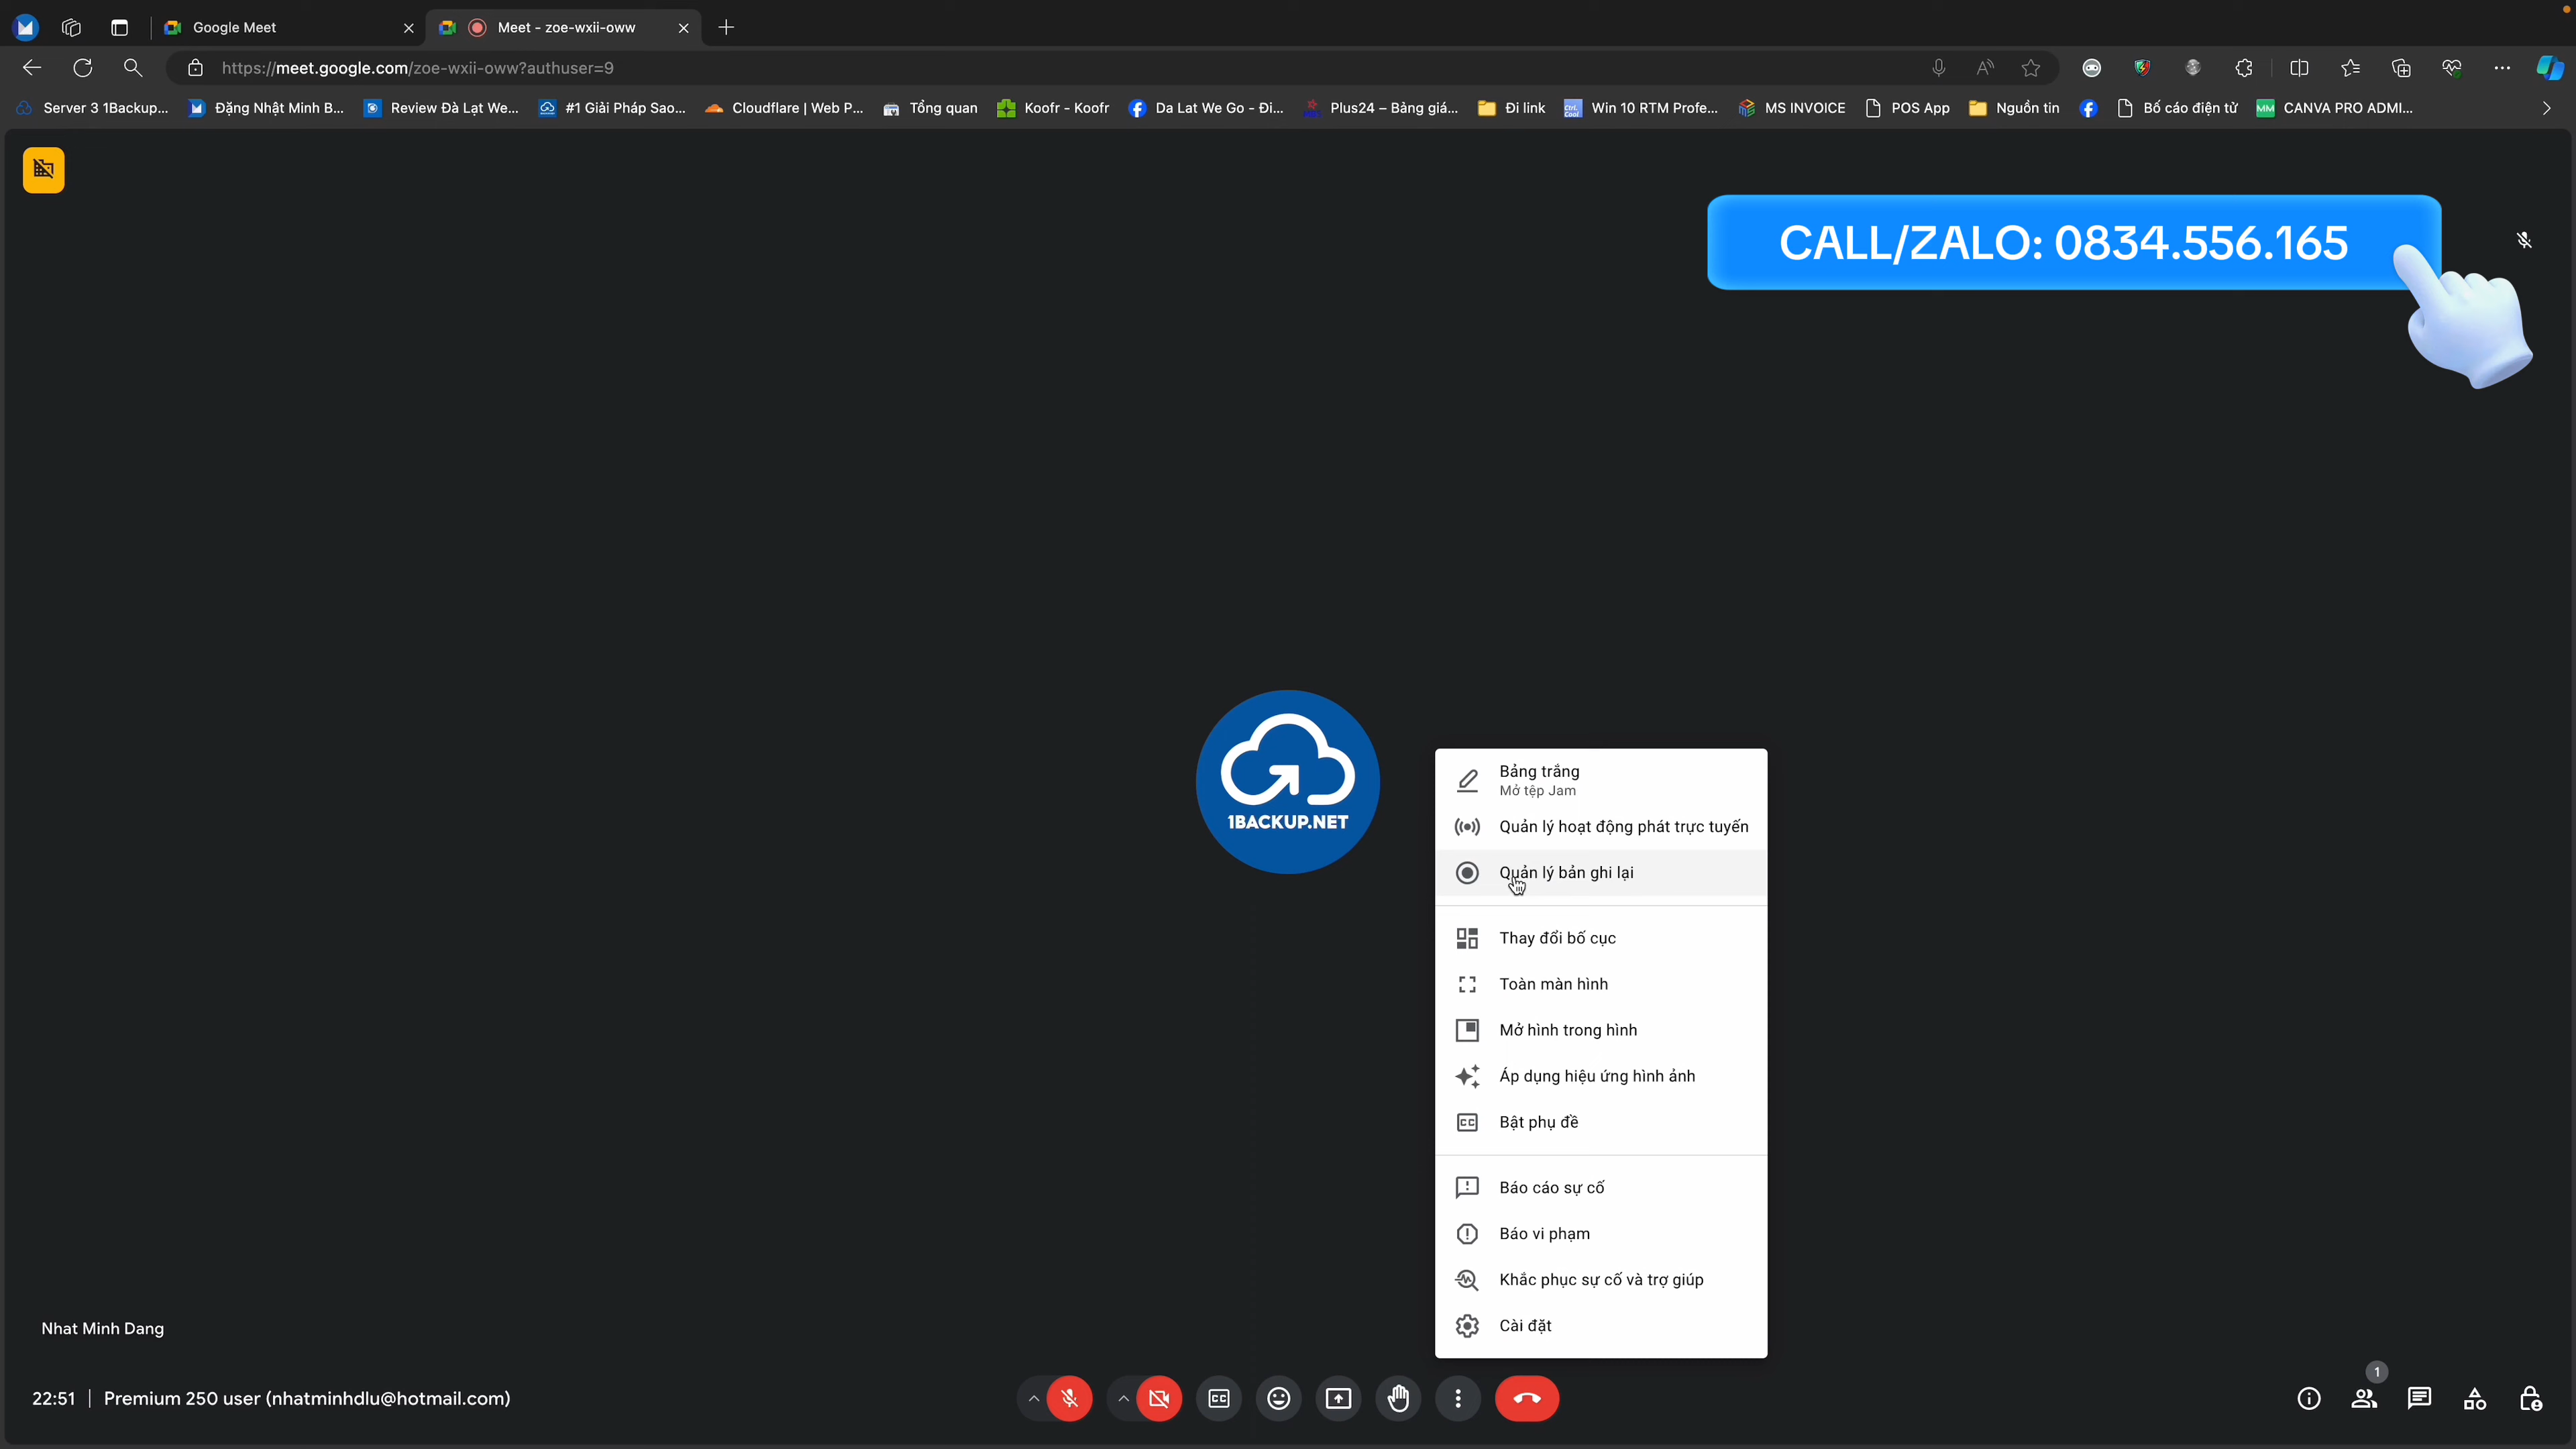 Google Meet
Meet - zoe-wxii-oww
https://meet.google.com/zoe-wxii-oww?authuser=9
Server 3 1Backup...
Đặng Nhật Minh B...
Review Đà Lạt We...
#1 Giải Pháp Sao...
Cloudflare | Web P...
Tổng quan
Koofr - Koofr
Da Lat We Go - Đi...
Plus24 – Bảng giá...
Đi link
Win 10 RTM Profe...
MS INVOICE
POS App
Nguồn tin
Bố cáo điện tử
CANVA PRO ADMI...
CALL/ZALO: 0834.556.165
1BACKUP.NET
Bảng trắng
Mở tệp Jam
Quản lý hoạt động phát trực tuyến
Quản lý bản ghi lại
Thay đổi bố cục
Toàn màn hình
Mở hình trong hình
Áp dụng hiệu ứng hình ảnh
Bật phụ đề
Báo cáo sự cố
Báo vi phạm
Khắc phục sự cố và trợ giúp
Cài đặt
Nhat Minh Dang
22:51 | Premium 250 user (nhatminhdlu@hotmail.com)
1